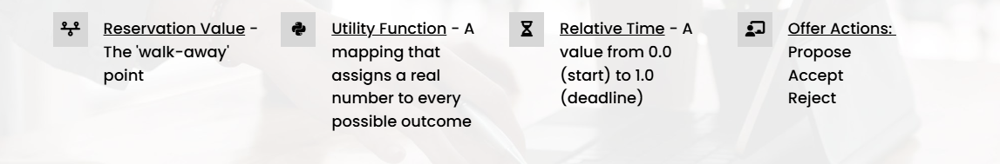 Reservation Value -
The 'walk-away'
point
Utility Function - A
mapping that
assigns a real
number to every
possible outcome
Relative Time - A
value from 0.0
(start) to 1.0
(deadline)
Offer Actions:
Propose
Accept
Reject